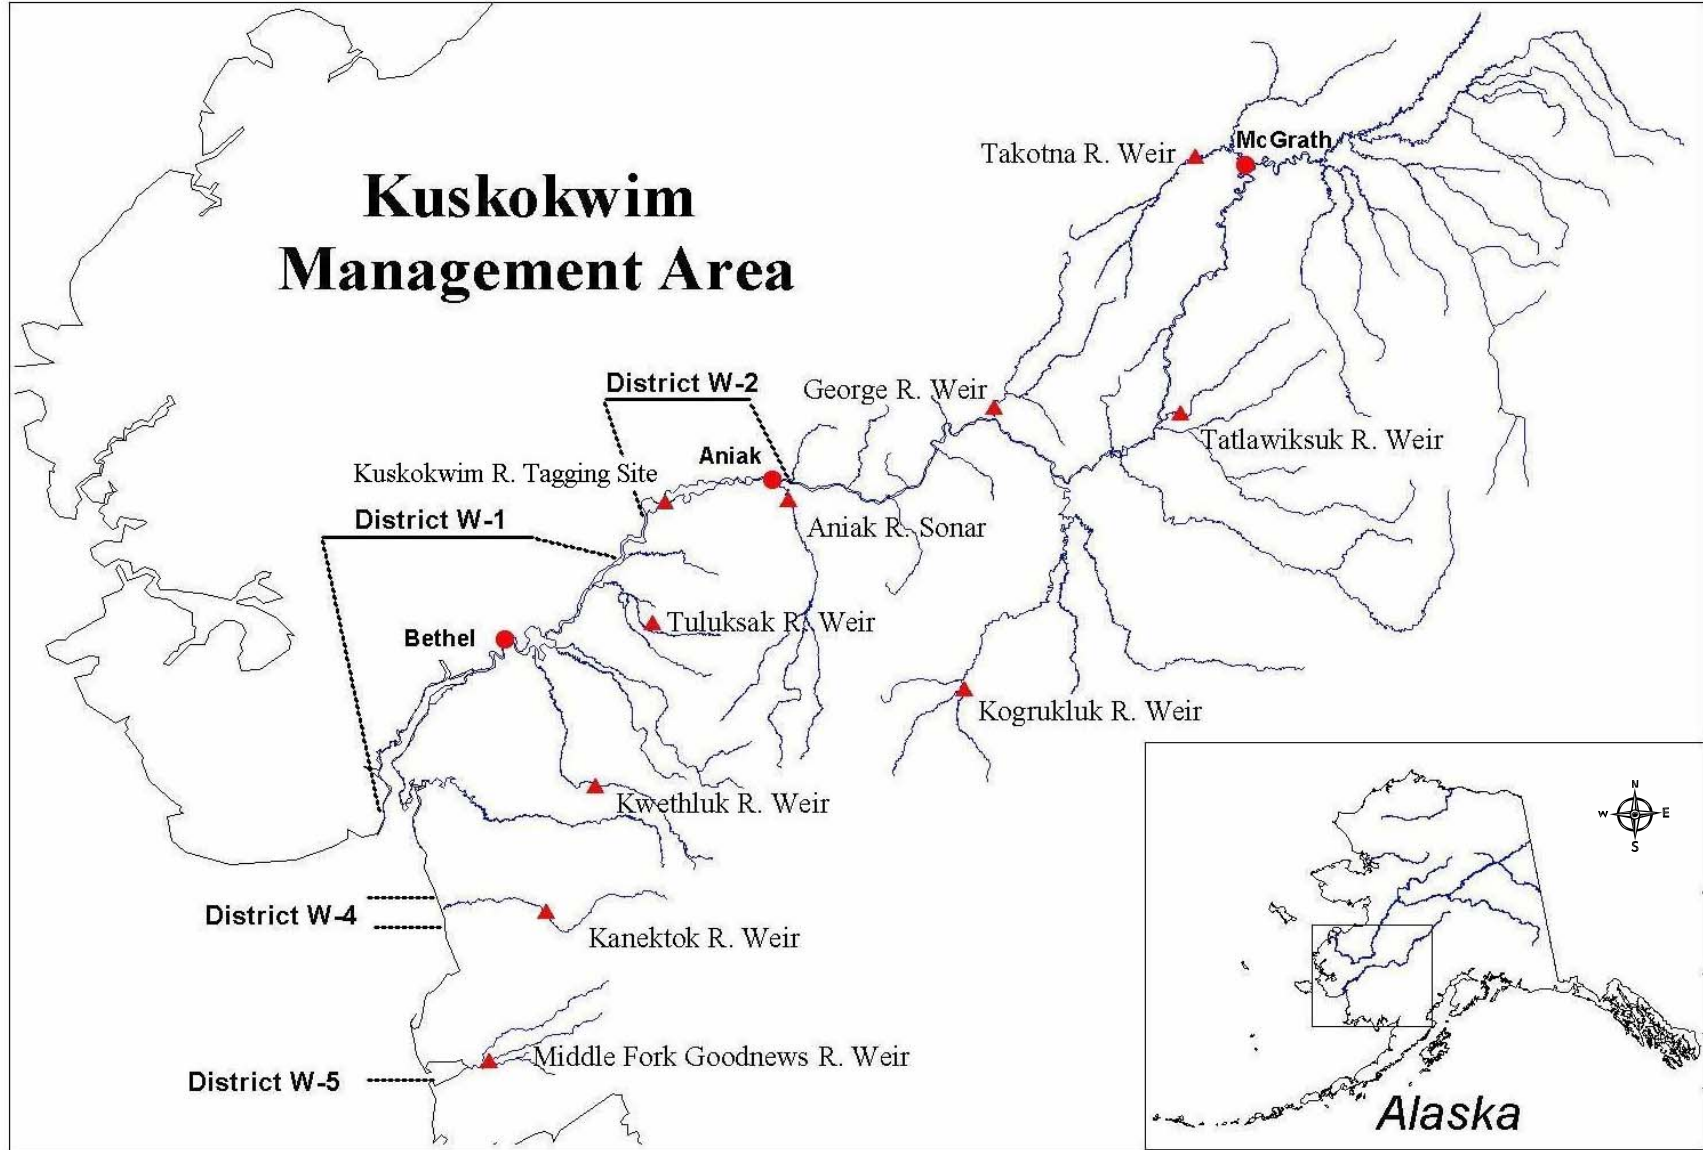 Kuskokwim
Management Area
McGrath
Takotna R. Weir
District W-2
George R. Weir
Tatlawiksuk R. Weir
Aniak
Kuskokwim R. Tagging Site
District W-1
Aniak R. Sonar
Tuluksak R. Weir
Bethel
Kogrukluk R. Weir
Kwethluk R. Weir
N
W
E
S
District W-4
Kanektok R. Weir
Middle Fork Goodnews R. Weir
District W-5
Alaska